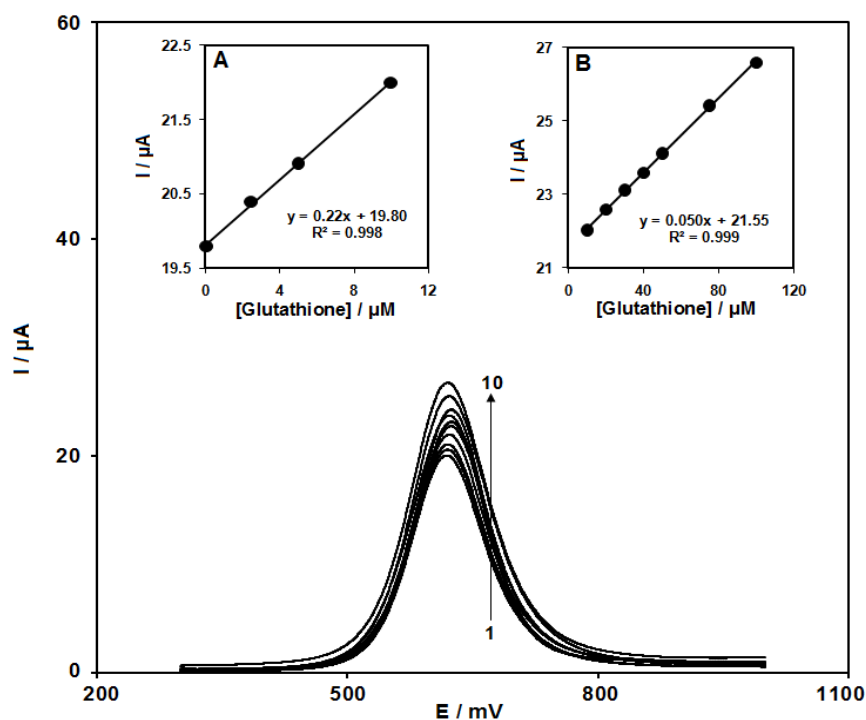 60
40
20
0
I / µA
200
500
800
1100
E / mV
10
1
A
22.5
21.5
20.5
19.5
I / µA
y = 0.22x + 19.80
R² = 0.998
0
4
8
12
[Glutathione] / µM
B
27
25
23
21
I / µA
y = 0.050x + 21.55
R² = 0.999
0
40
80
120
[Glutathione] / µM